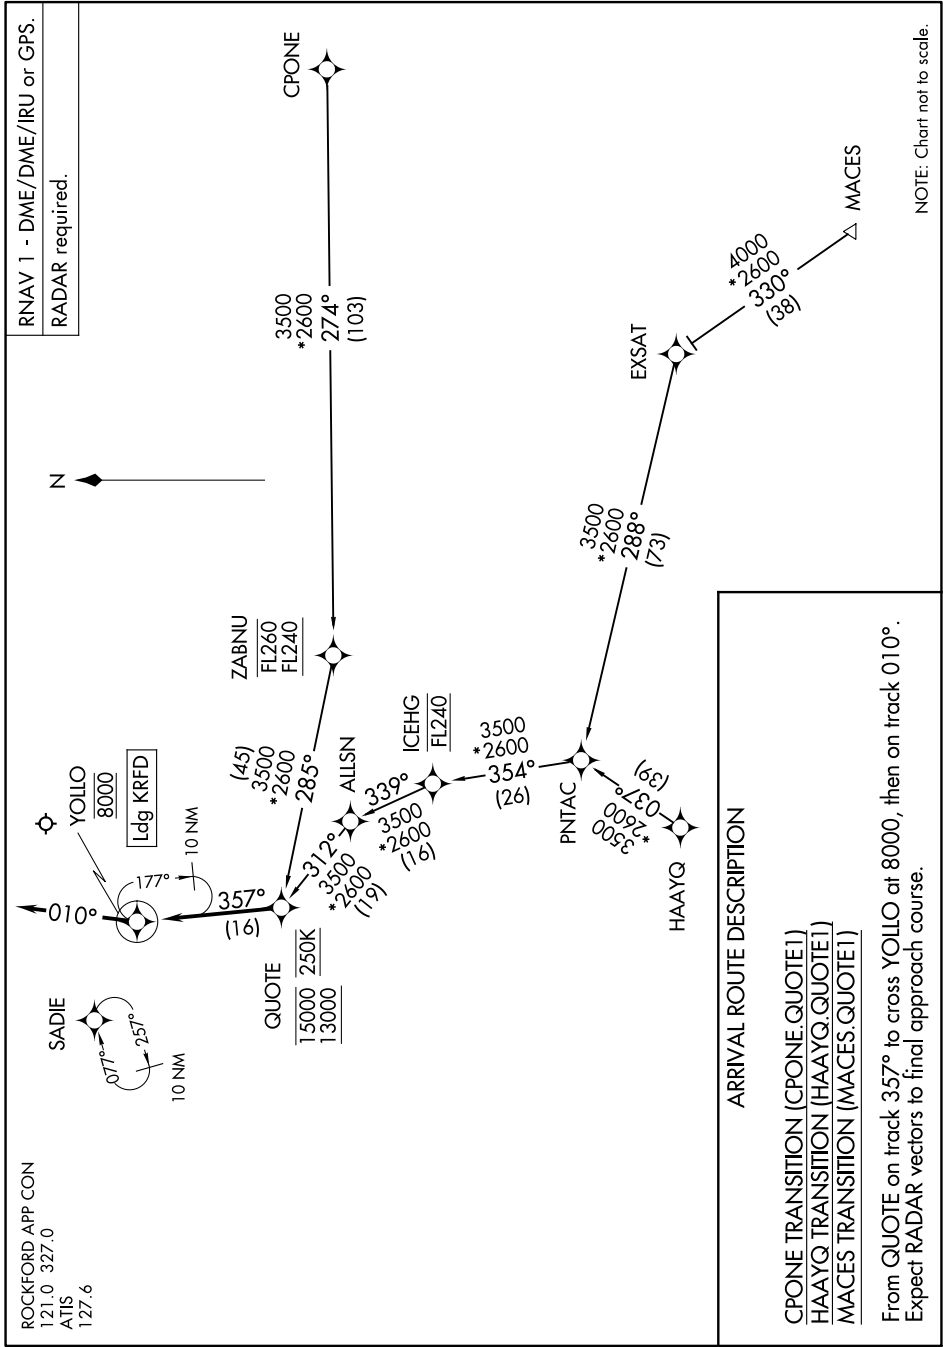 RNAV 1 - DME/DME/IRU or GPS.
RADAR required.
ROCKFORD APP CON
121.0 327.0
ATIS
127.6
N
CPONE
3500
*2600
274°
(103)
ZABNU
FL260
FL240
(45)
3500
*2600
285°
YOLLO
8000
Ldg KRFD
177°
10 NM
010°
357°
(16)
SADIE
077°
257°
10 NM
QUOTE
15000 250K
13000
ALLSN
312°
3500
*2600
(19)
ICEHG
FL240
339°
3500
*2600
(16)
3500
*2600
354°
(26)
PNTAC
(39)
037°
*2600
3500
HAAYQ
3500
*2600
288°
(73)
EXSAT
4000
*2600
330°
(38)
MACES
NOTE: Chart not to scale.
ARRIVAL ROUTE DESCRIPTION
CPONE TRANSITION (CPONE.QUOTE1)
HAAYQ TRANSITION (HAAYQ.QUOTE1)
MACES TRANSITION (MACES.QUOTE1)
From QUOTE on track 357° to cross YOLLO at 8000, then on track 010°.
Expect RADAR vectors to final approach course.